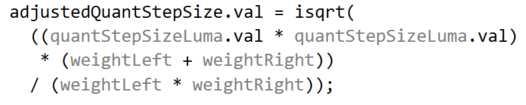 adjustedQuantStepSize.val = isqrt(
((quantStepSizeLuma.val * quantStepSizeLuma.val)
* (weightLeft + weightRight))
/ (weightLeft * weightRight));